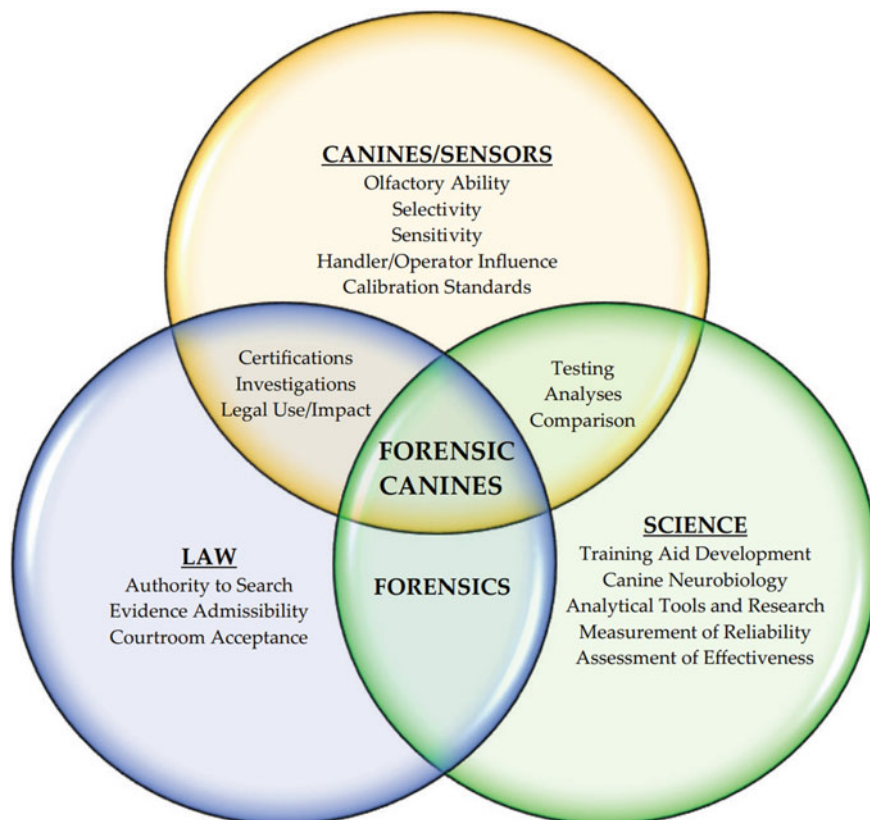 CANINES/SENSORS
Olfactory Ability
Selectivity
Sensitivity
Handler/Operator Influence
Calibration Standards
Certifications
Investigations
Legal Use/Impact
Testing
Analyses
Comparison
FORENSIC
CANINES
LAW
Authority to Search
Evidence Admissibility
Courtroom Acceptance
FORENSICS
SCIENCE
Training Aid Development
Canine Neurobiology
Analytical Tools and Research
Measurement of Reliability
Assessment of Effectiveness